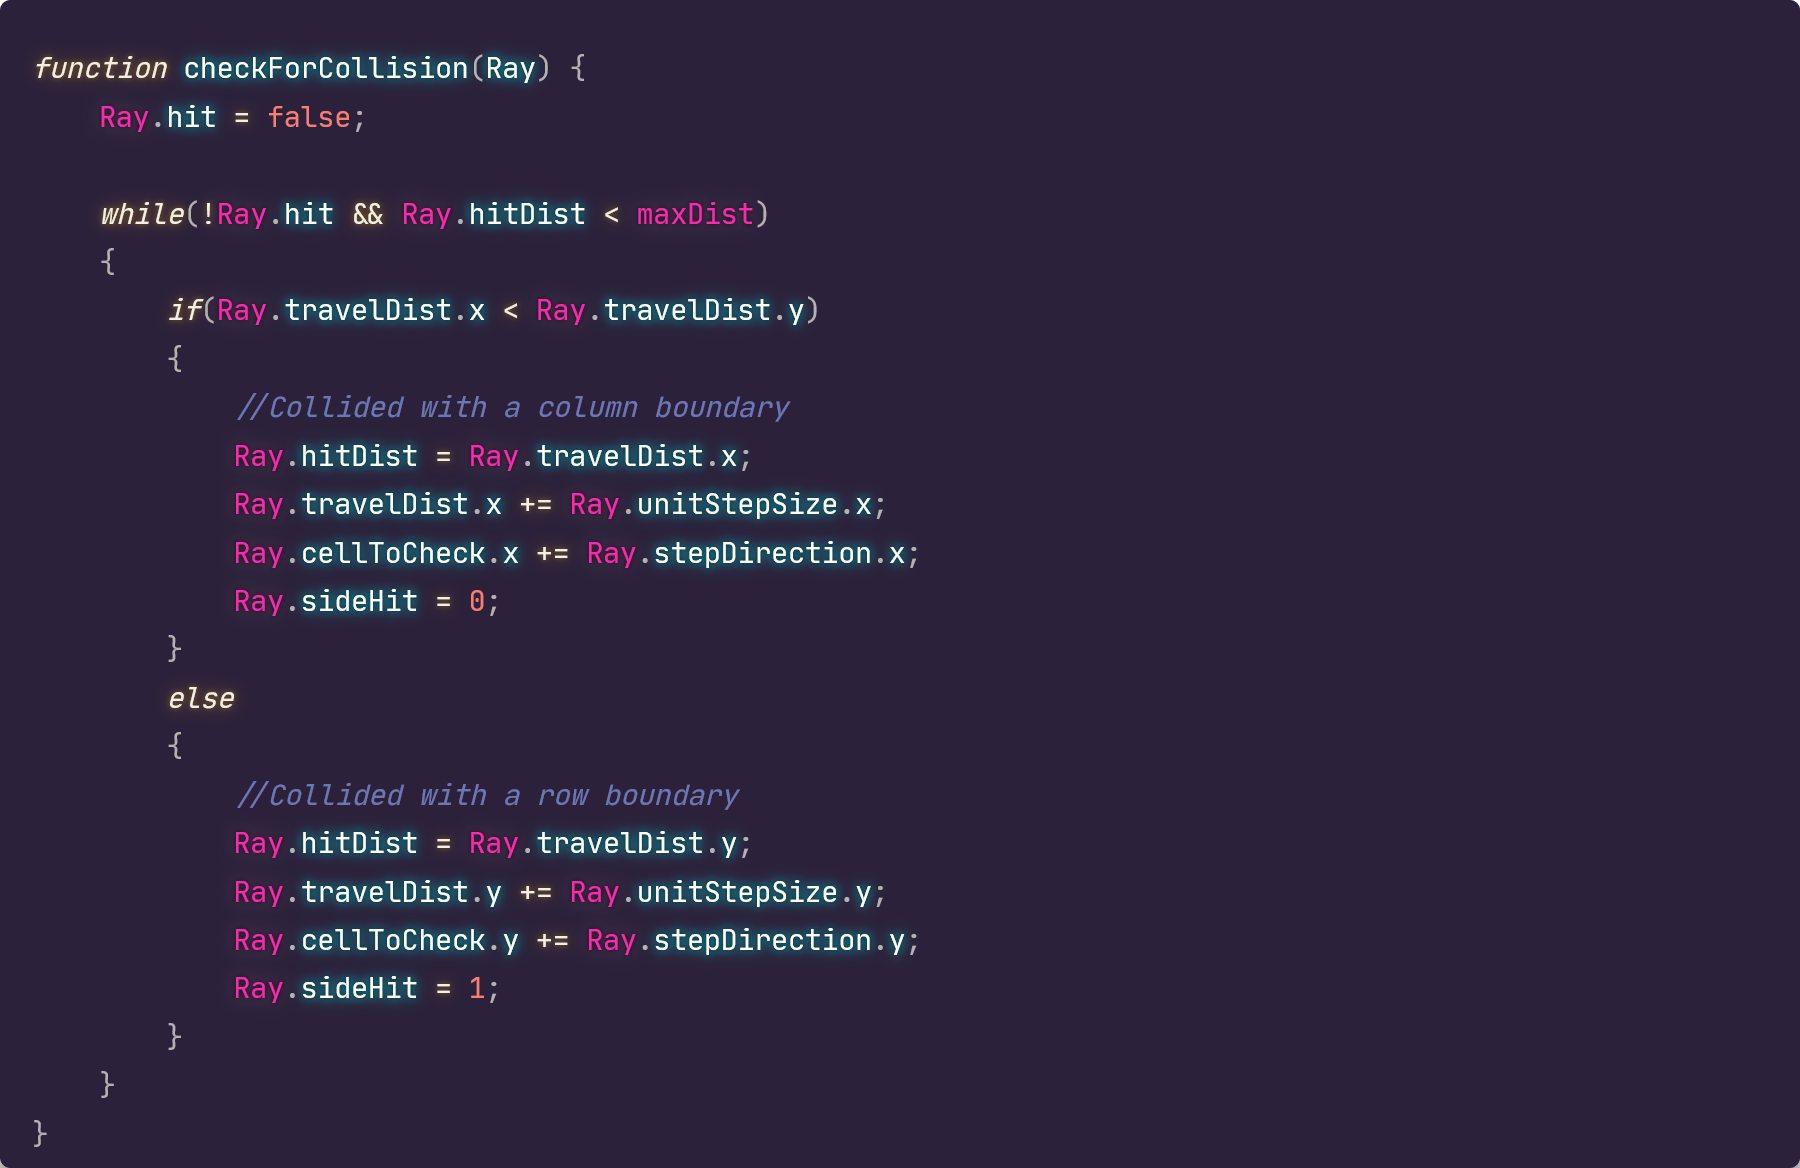 function checkForCollision(Ray) {
    Ray.hit = false;

    while(!Ray.hit && Ray.hitDist < maxDist)
    {
        if(Ray.travelDist.x < Ray.travelDist.y)
        {
            //Collided with a column boundary
            Ray.hitDist = Ray.travelDist.x;
            Ray.travelDist.x += Ray.unitStepSize.x;
            Ray.cellToCheck.x += Ray.stepDirection.x;
            Ray.sideHit = 0;
        }
        else
        {
            //Collided with a row boundary
            Ray.hitDist = Ray.travelDist.y;
            Ray.travelDist.y += Ray.unitStepSize.y;
            Ray.cellToCheck.y += Ray.stepDirection.y;
            Ray.sideHit = 1;
        }
    }
}